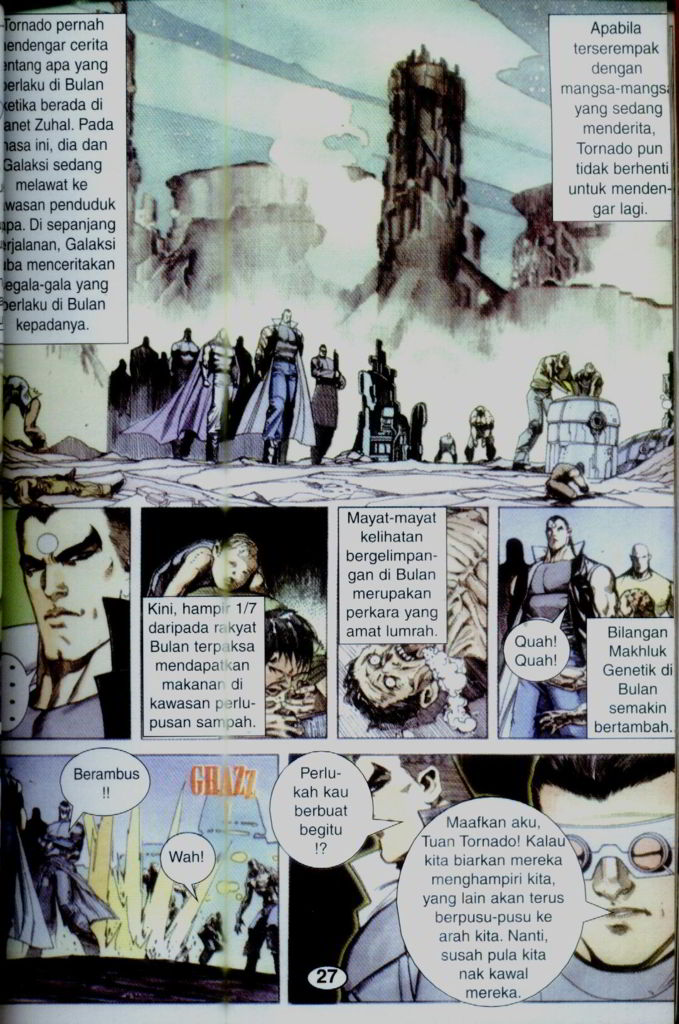 Tornado pernah
mendengar cerita
tentang apa yang
berlaku di Bulan
ketika berada di
Planet Zuhal. Pada
masa ini, dia dan
Galaksi sedang
melawat ke
kawasan penduduk
papa. Di sepanjang
perjalanan, Galaksi
cuba menceritakan
segala-gala yang
berlaku di Bulan
kepadanya.
Apabila
terserempak
dengan
mangsa-mangsa
yang sedang
menderita,
Tornado pun
tidak berhenti
untuk menden-
gar lagi.
...
Kini, hampir 1/7
daripada rakyat
Bulan terpaksa
mendapatkan
makanan di
kawasan perlu-
pusan sampah.
Mayat-mayat
kelihatan
bergelimpan-
gan di Bulan
merupakan
perkara yang
amat lumrah.
Quah!
Quah!
Bilangan
Makhluk
Genetik di
Bulan
semakin
bertambah.
Berambus
!!
GHAZZ
Wah!
Perlu-
kah kau
berbuat
begitu
!?
Maafkan aku,
Tuan Tornado! Kalau
kita biarkan mereka
menghampiri kita,
yang lain akan terus
berpusu-pusu ke
arah kita. Nanti,
susah pula kita
nak kawal
mereka.
27